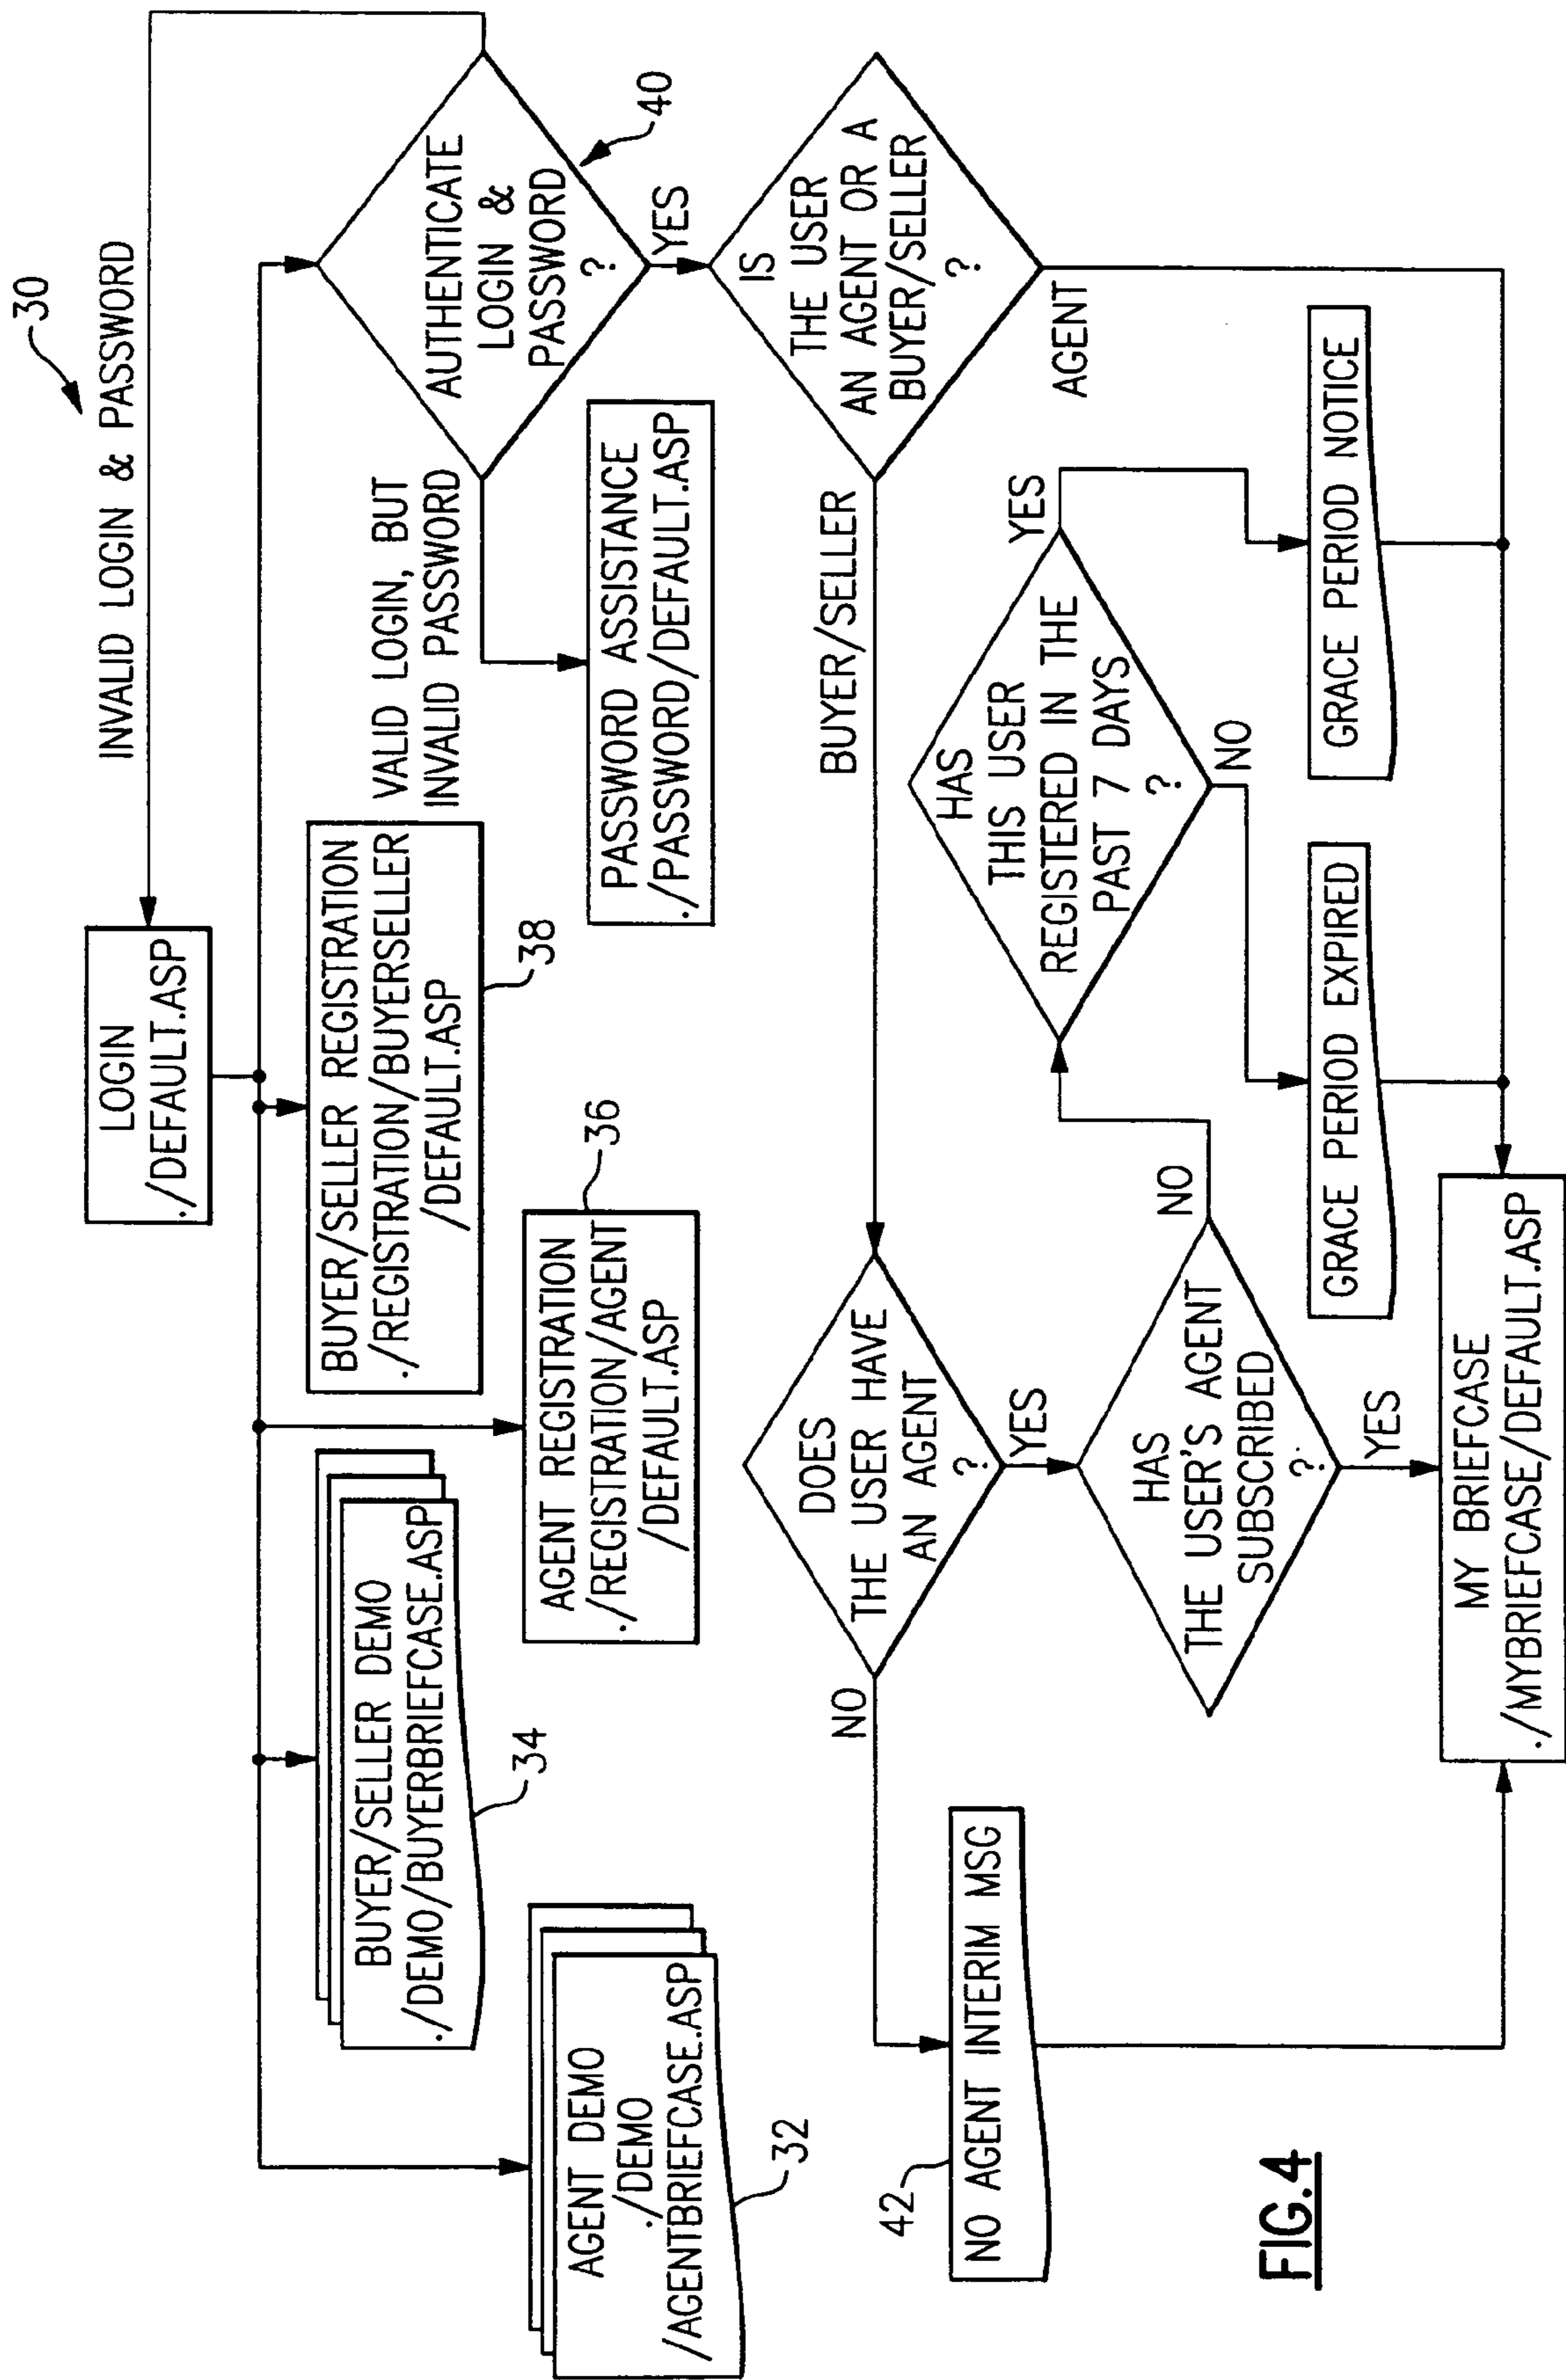 30
INVALID LOGIN & PASSWORD
LOGIN
./DEFAULT.ASP
AGENT DEMO
./DEMO
/AGENTBRIEFCASE.ASP
32
BUYER/SELLER DEMO
./DEMO/BUYERBRIEFCASE.ASP
34
AGENT REGISTRATION
./REGISTRATION/AGENT
/DEFAULT.ASP
36
BUYER/SELLER REGISTRATION
./REGISTRATION/BUYERSELLER
/DEFAULT.ASP
38
VALID LOGIN, BUT
INVALID PASSWORD
AUTHENTICATE
LOGIN &
PASSWORD
?
40
PASSWORD ASSISTANCE
./PASSWORD/DEFAULT.ASP
YES
IS
THE USER
AN AGENT OR A
BUYER/SELLER
?
BUYER/SELLER
AGENT
DOES
THE USER HAVE
AN AGENT
?
NO
YES
42
NO AGENT INTERIM MSG
HAS
THE USER'S AGENT
SUBSCRIBED
?
NO
YES
HAS
THIS USER
REGISTERED IN THE
PAST 7 DAYS
?
YES
NO
GRACE PERIOD EXPIRED
GRACE PERIOD NOTICE
MY BRIEFCASE
./MYBRIEFCASE/DEFAULT.ASP
FIG.4